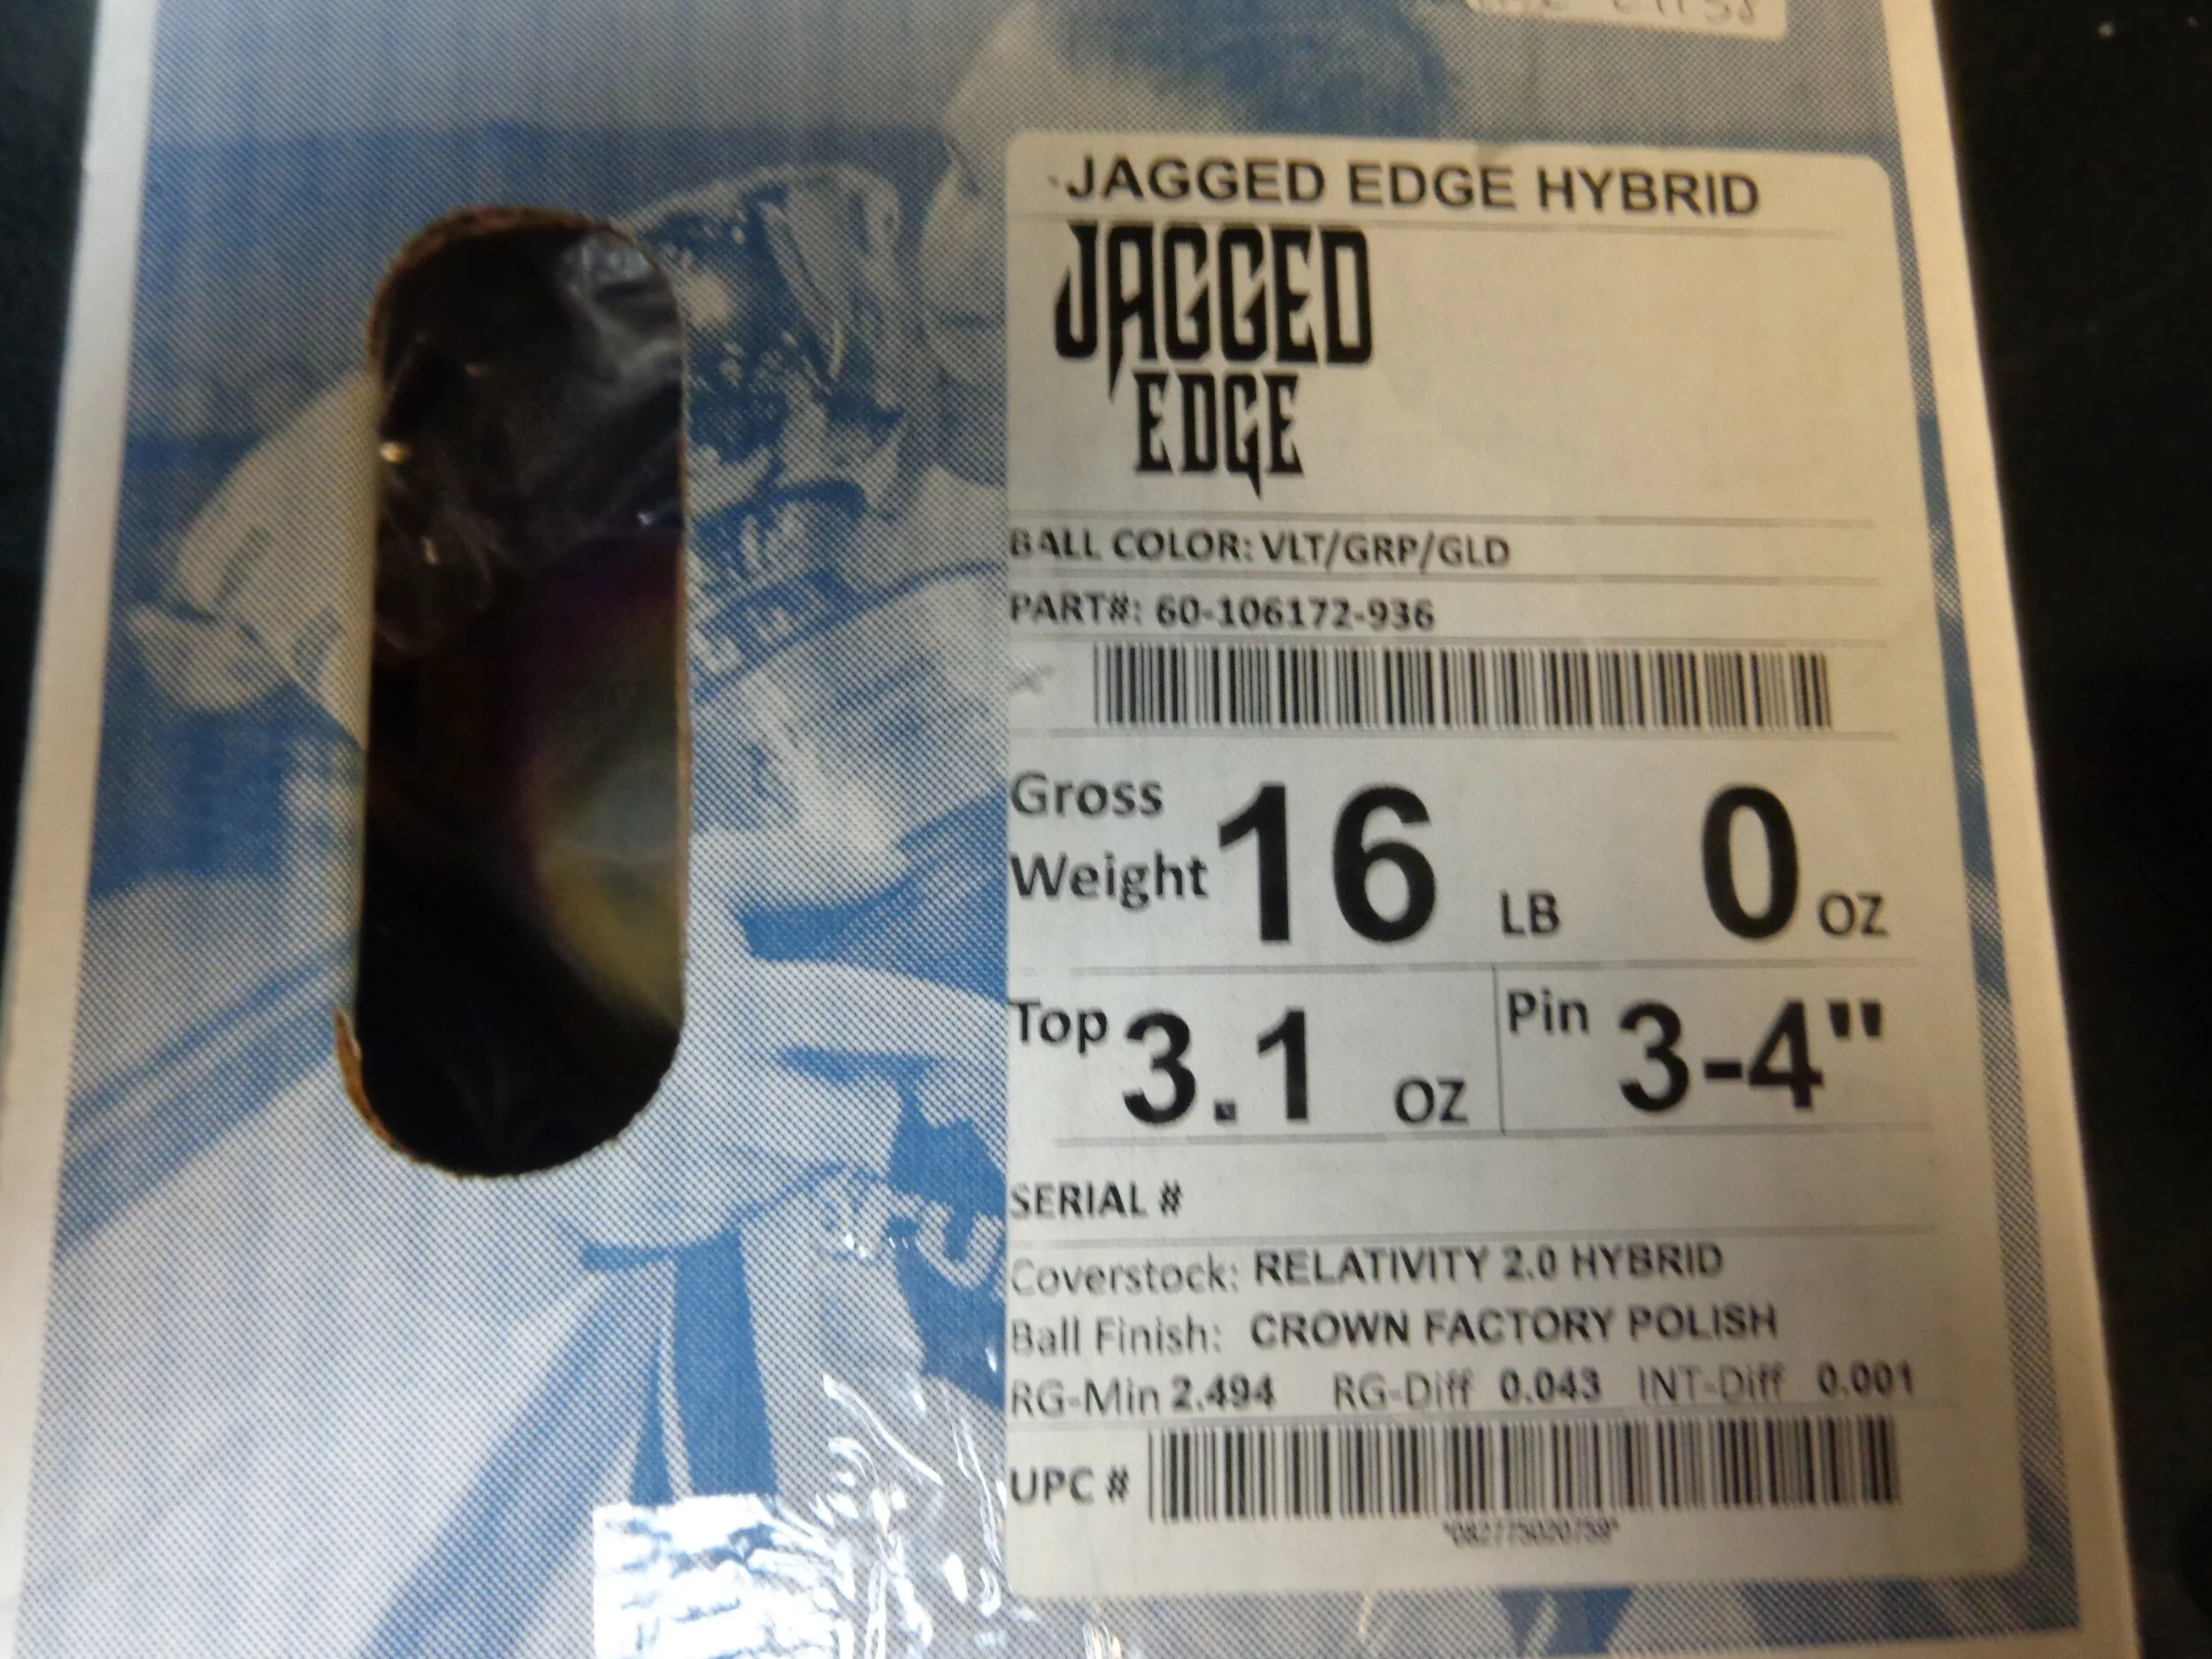 JAGGED EDGE HYBRID
JAGGED
EDGE
BALL COLOR: VLT/GRP/GLD
PART#: 60-106172-936
Gross
Weight 16 LB 0 OZ
Top 3.1 OZ Pin 3-4"
SERIAL #
Coverstock: RELATIVITY 2.0 HYBRID
Ball Finish: CROWN FACTORY POLISH
RG-Min 2.494 RG-Diff 0.043 INT-Diff 0.001
UPC #
*082775020759*